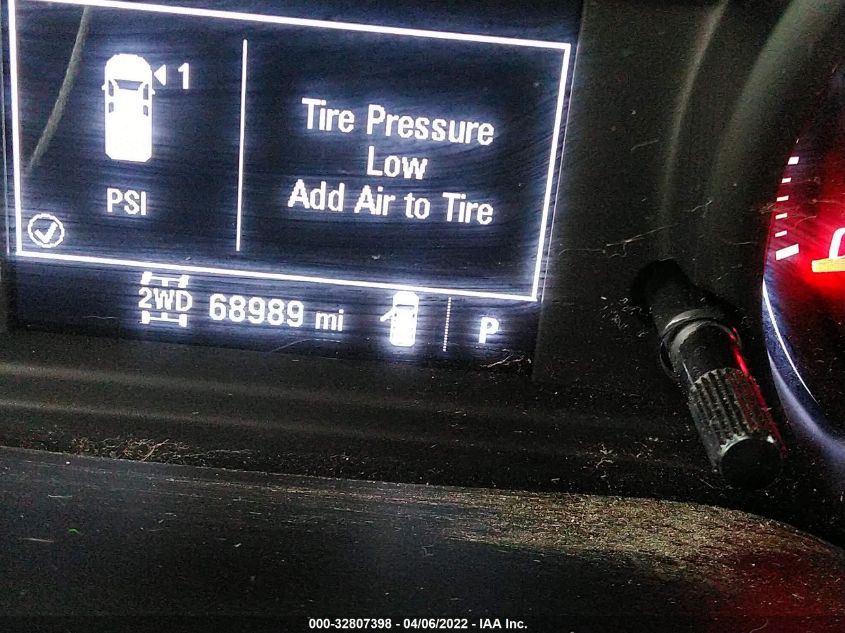 1
Tire Pressure
Low
Add Air to Tire
PSI
2WD 68989 mi
P
000-32807398 - 04/06/2022 - IAA Inc.